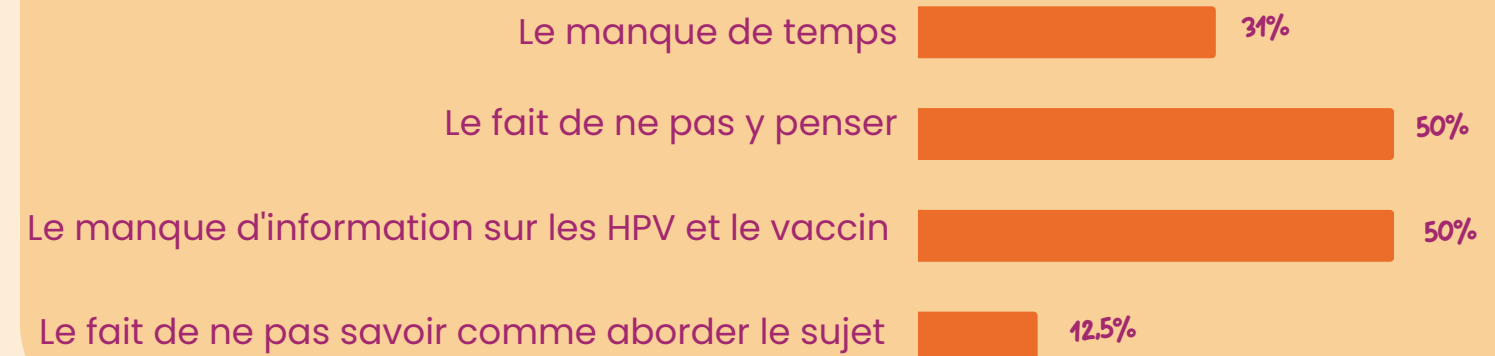 Le manque de temps 31%
Le fait de ne pas y penser 50%
Le manque d'information sur les HPV et le vaccin 50%
Le fait de ne pas savoir comme aborder le sujet 12,5%